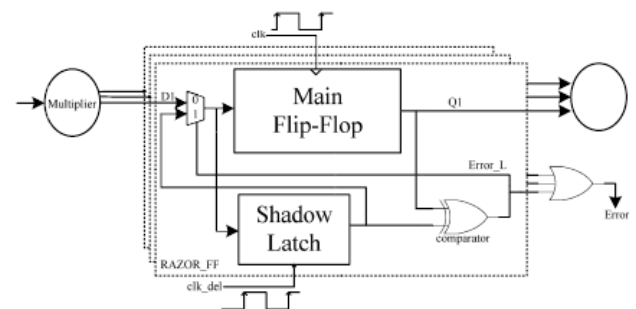 clk
Multiplier
D1
0
1
Main
Flip-Flop
Q1
Error_L
Shadow
Latch
comparator
Error
RAZOR_FF
clk_del